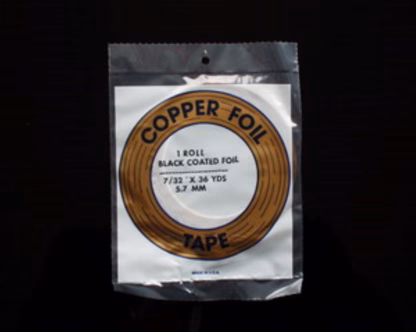 COPPER FOIL
1 ROLL
BLACK COATED FOIL
7/32" X 36 YDS
5.7 MM
TAPE